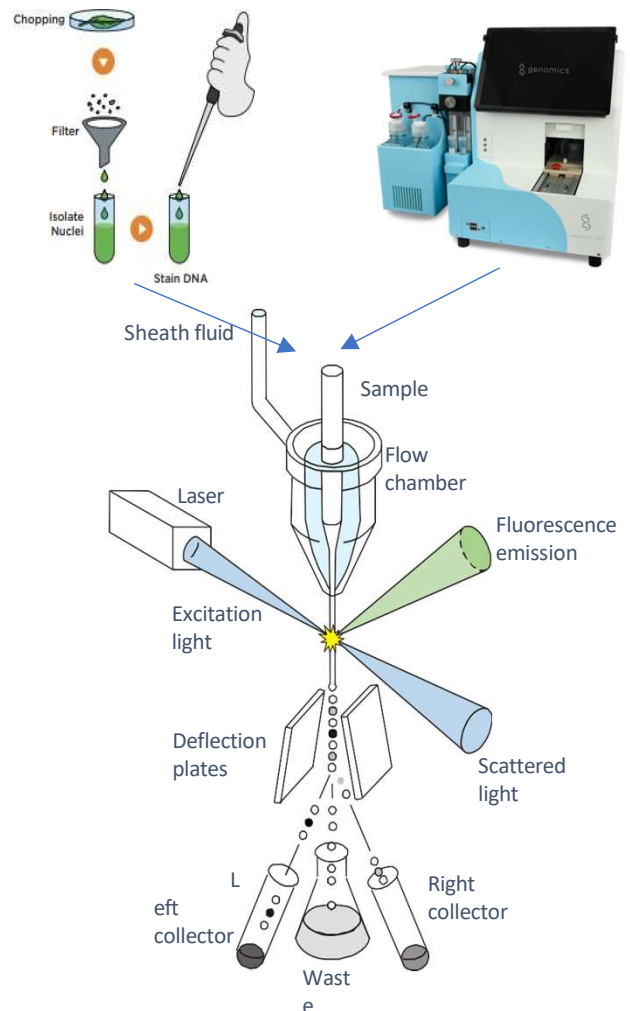 Chopping
Filter
Isolate
Nuclei
Stain DNA
genomics
Sheath fluid
Sample
Flow
chamber
Laser
Fluorescence
emission
Excitation
light
Deflection
plates
Scattered
light
L
eft collector
Right
collector
Wast
e